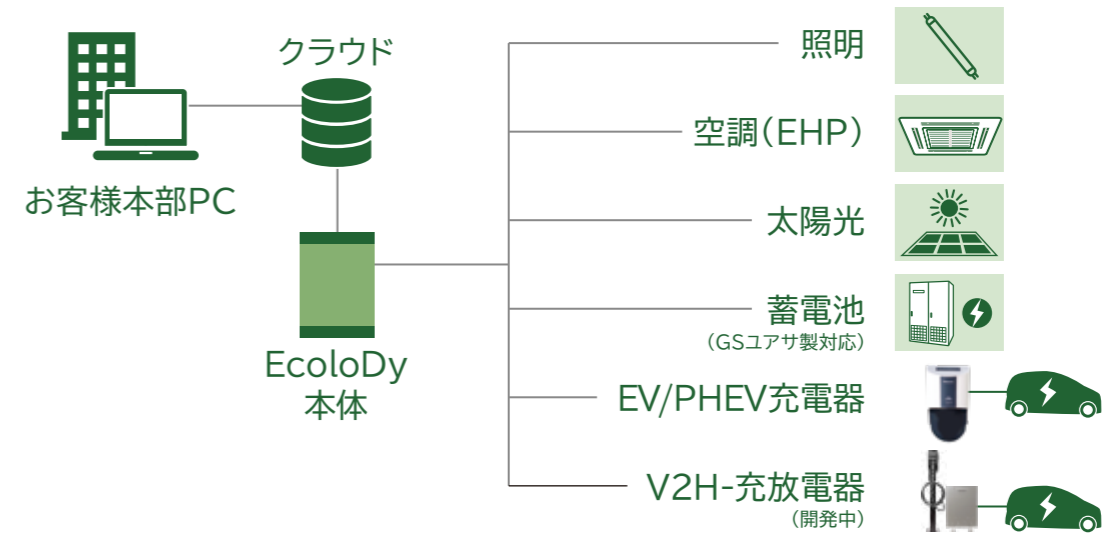 クラウド
お客様本部PC
EcoloDy
本体
照明
空調(EHP)
太陽光
蓄電池
(GSユアサ製対応)
EV/PHEV充電器
V2H-充放電器
(開発中)